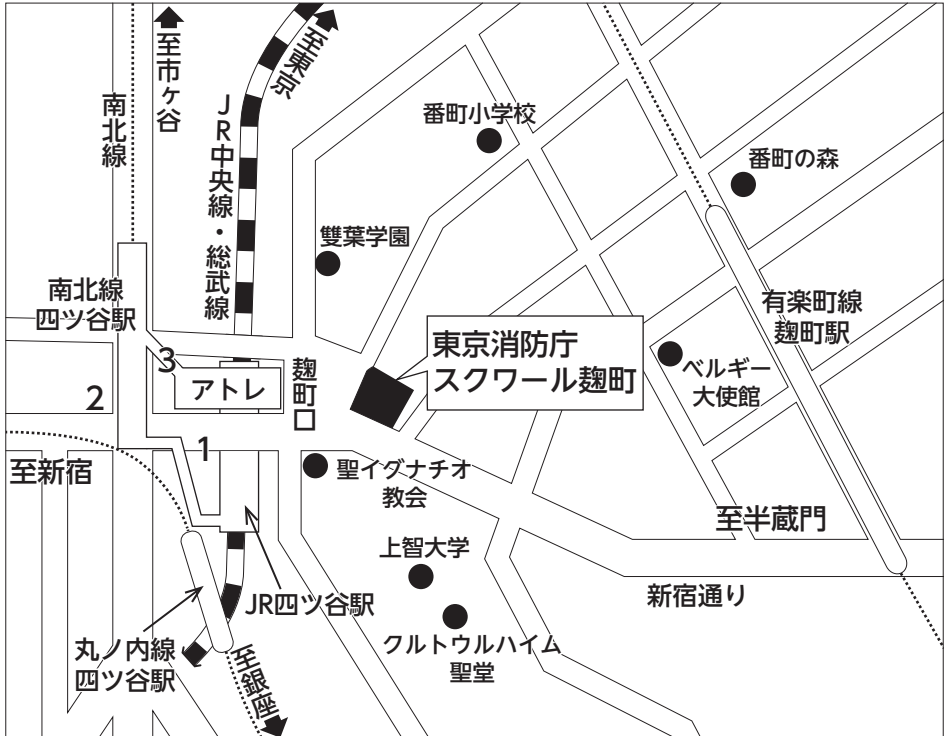 至市ヶ谷
至東京
南北線
JR中央線・総武線
番町小学校
番町の森
雙葉学園
南北線
四ツ谷駅
有楽町線
麹町駅
東京消防庁
スクワール麹町
3
アトレ
麹町口
ベルギー
大使館
2
1
至新宿
聖イグナチオ
教会
至半蔵門
上智大学
JR四ツ谷駅
新宿通り
クルトゥルハイム
聖堂
丸ノ内線
四ツ谷駅
至銀座